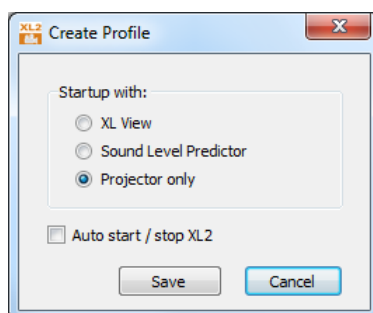 XL2 Create Profile
Startup with:
XL View
Sound Level Predictor
Projector only
Auto start / stop XL2
Save Cancel